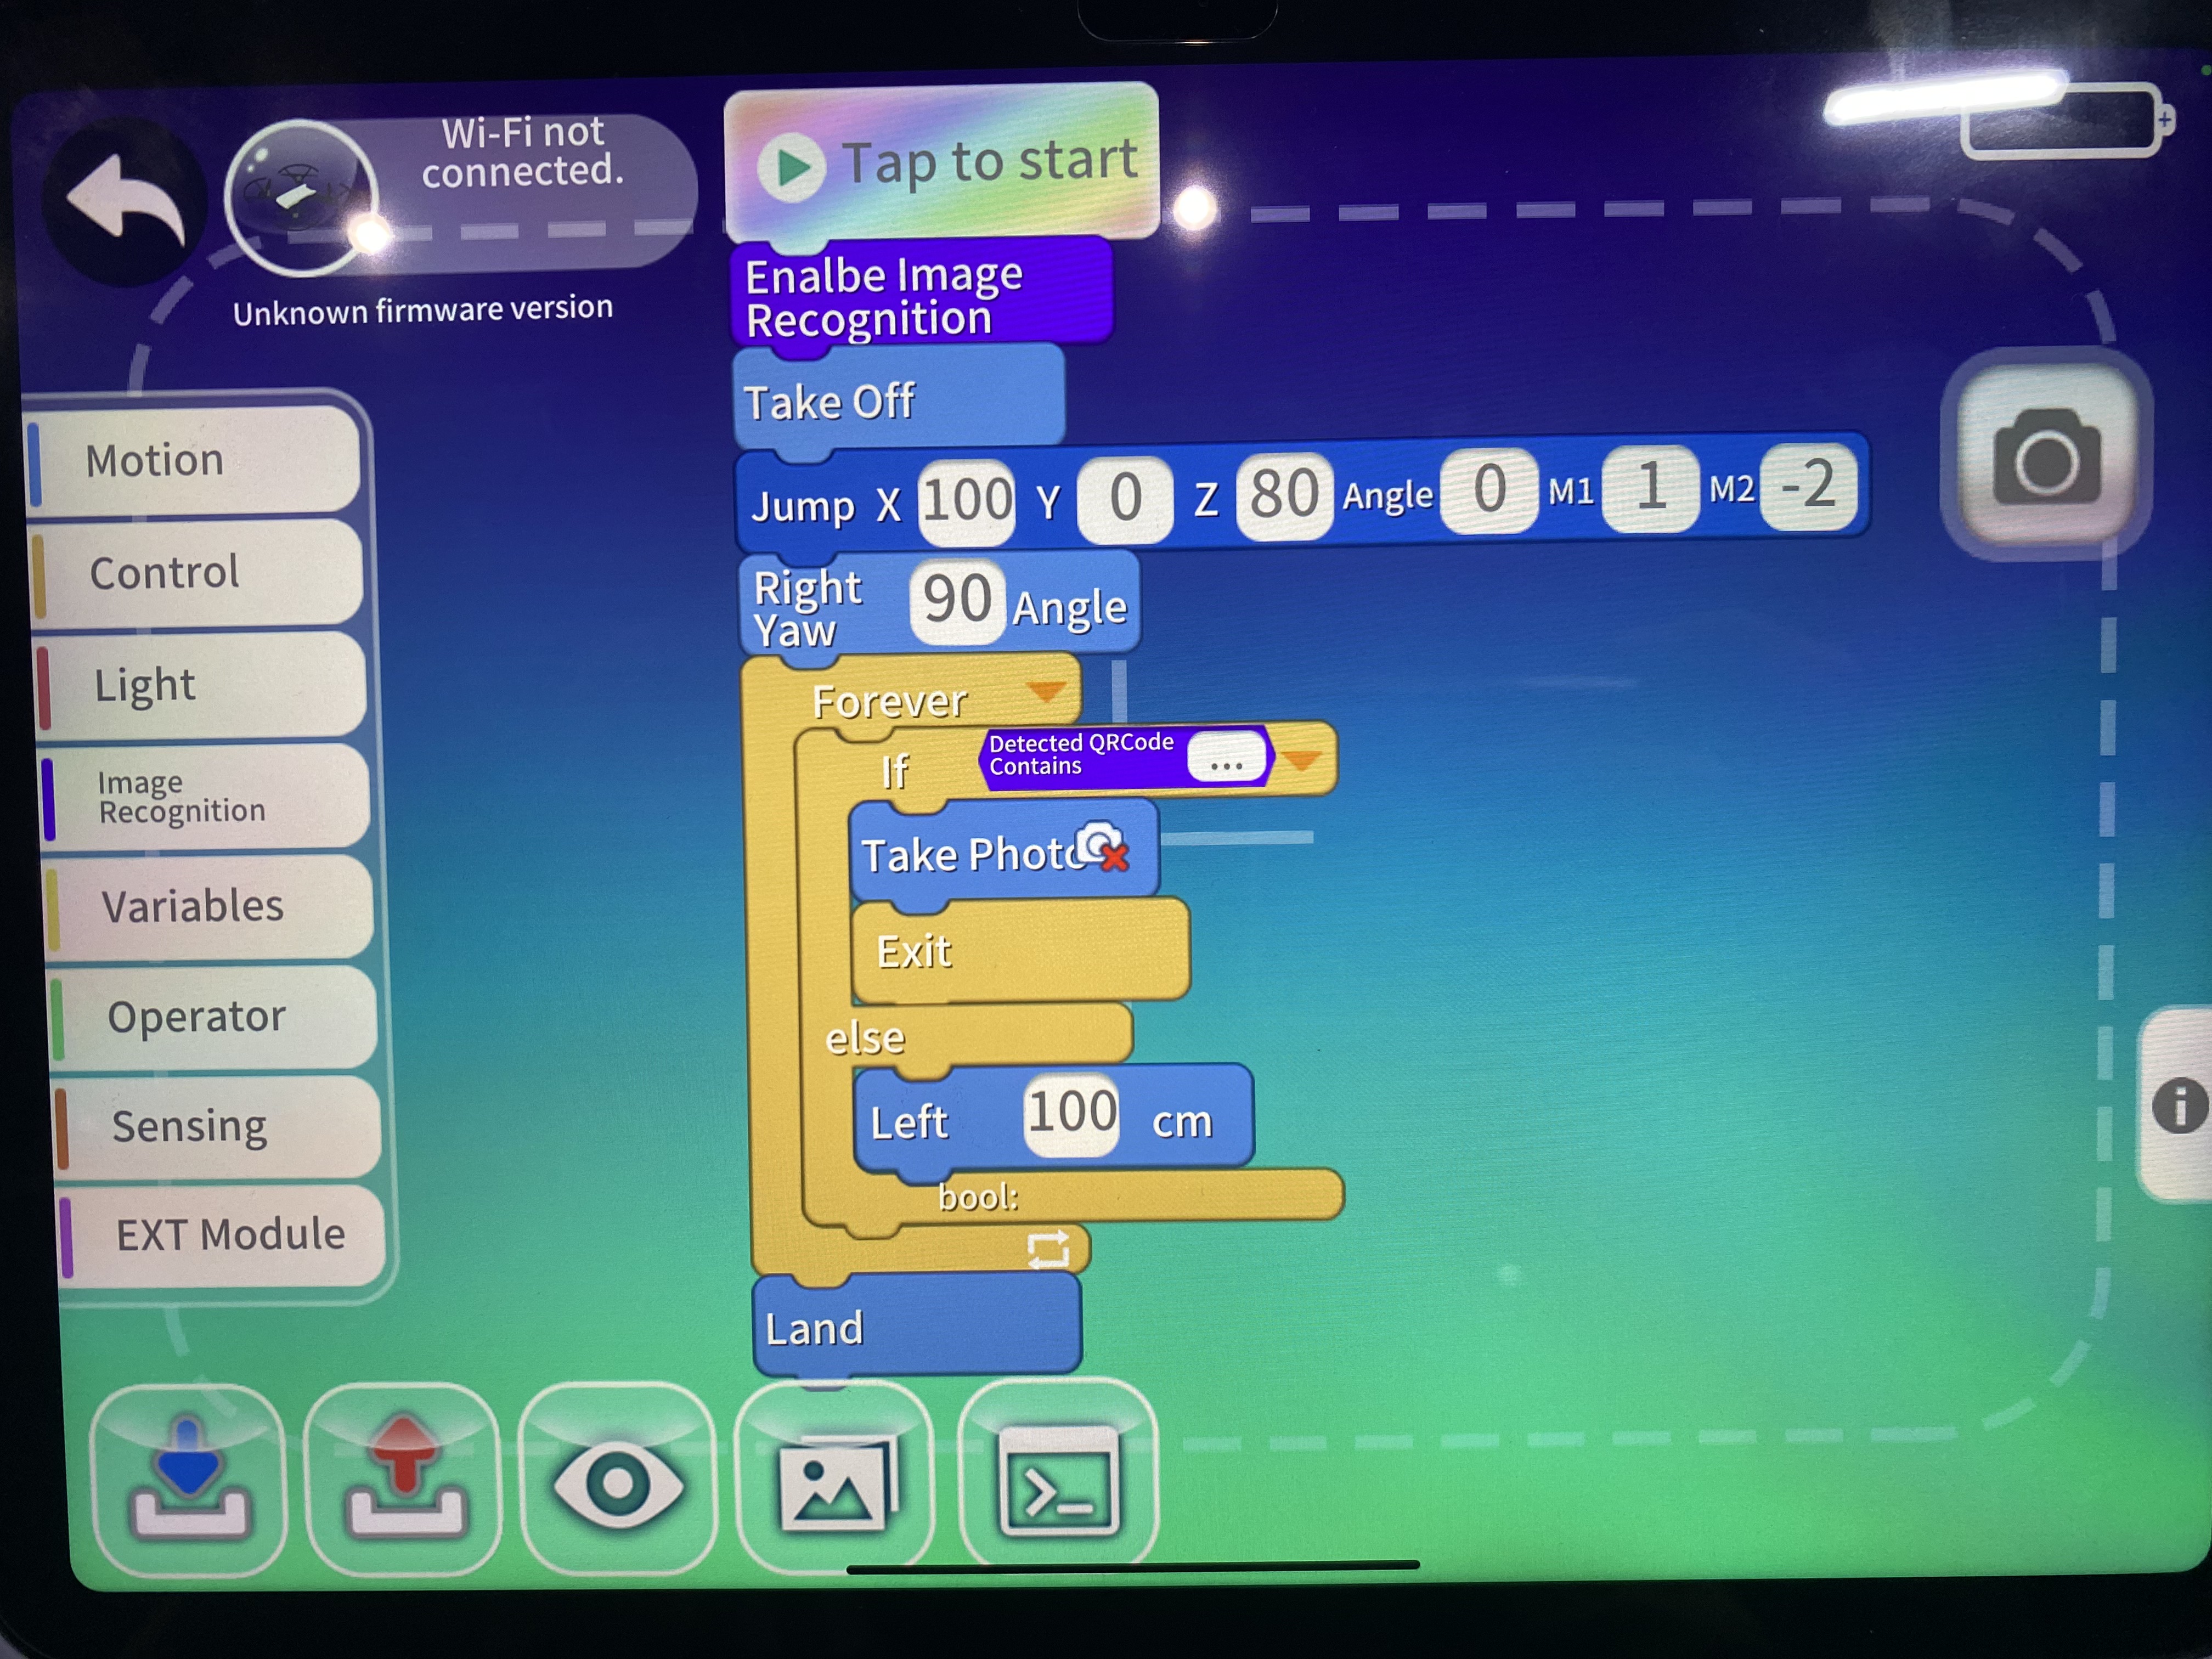 Wi-Fi not
connected.
Unknown firmware version
Tap to start
Enalbe Image
Recognition
Take Off
Jump X 100 Y 0 Z 80 Angle 0 M1 1 M2 -2
Right
Yaw 90 Angle
Forever
If Detected QRCode
Contains ...
Take Photo
Exit
else
Left 100 cm
bool:
Land
Motion
Control
Light
Image
Recognition
Variables
Operator
Sensing
EXT Module